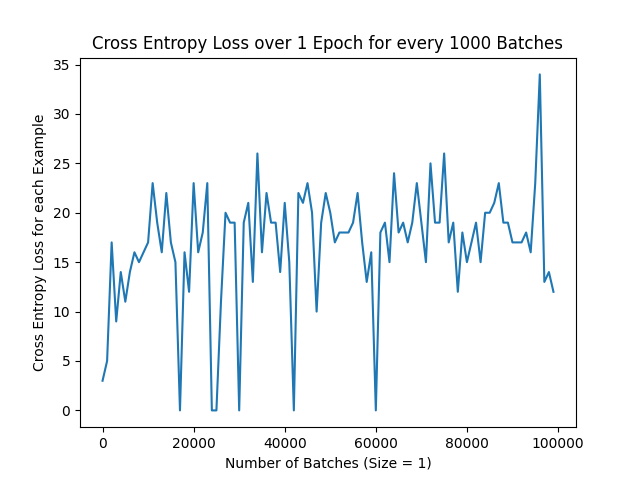 Cross Entropy Loss over 1 Epoch for every 1000 Batches
Cross Entropy Loss for each Example
35
30
25
20
15
10
5
0
0 20000 40000 60000 80000 100000
Number of Batches (Size = 1)